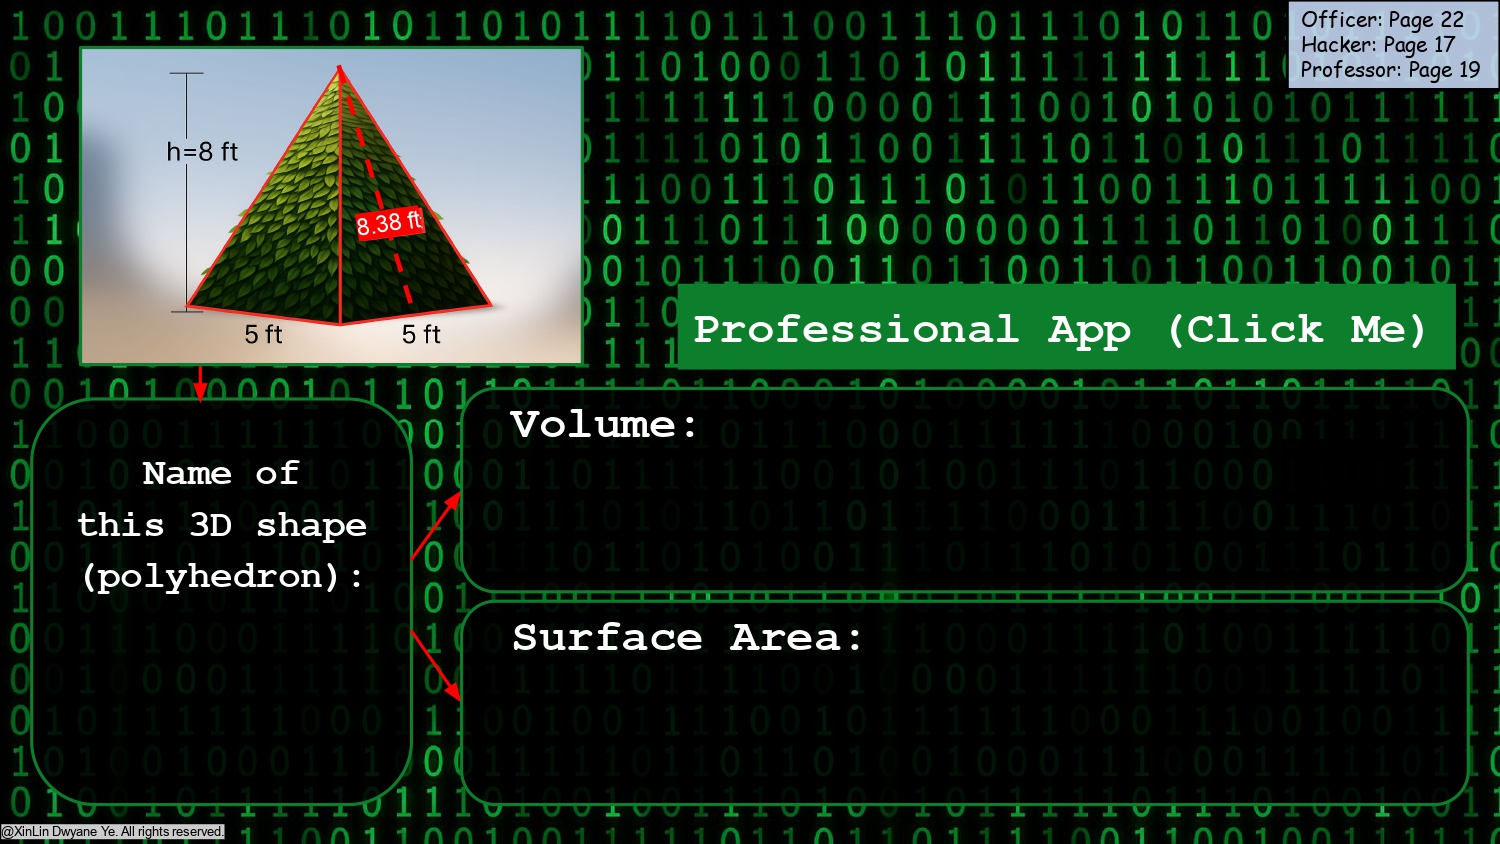 Officer: Page 22
Hacker: Page 17
Professor: Page 19
h=8 ft
8.38 ft
5 ft
5 ft
Professional App (Click Me)
Name of
this 3D shape
(polyhedron):
Volume:
Surface Area:
@XinLin Dwyane Ye. All rights reserved.